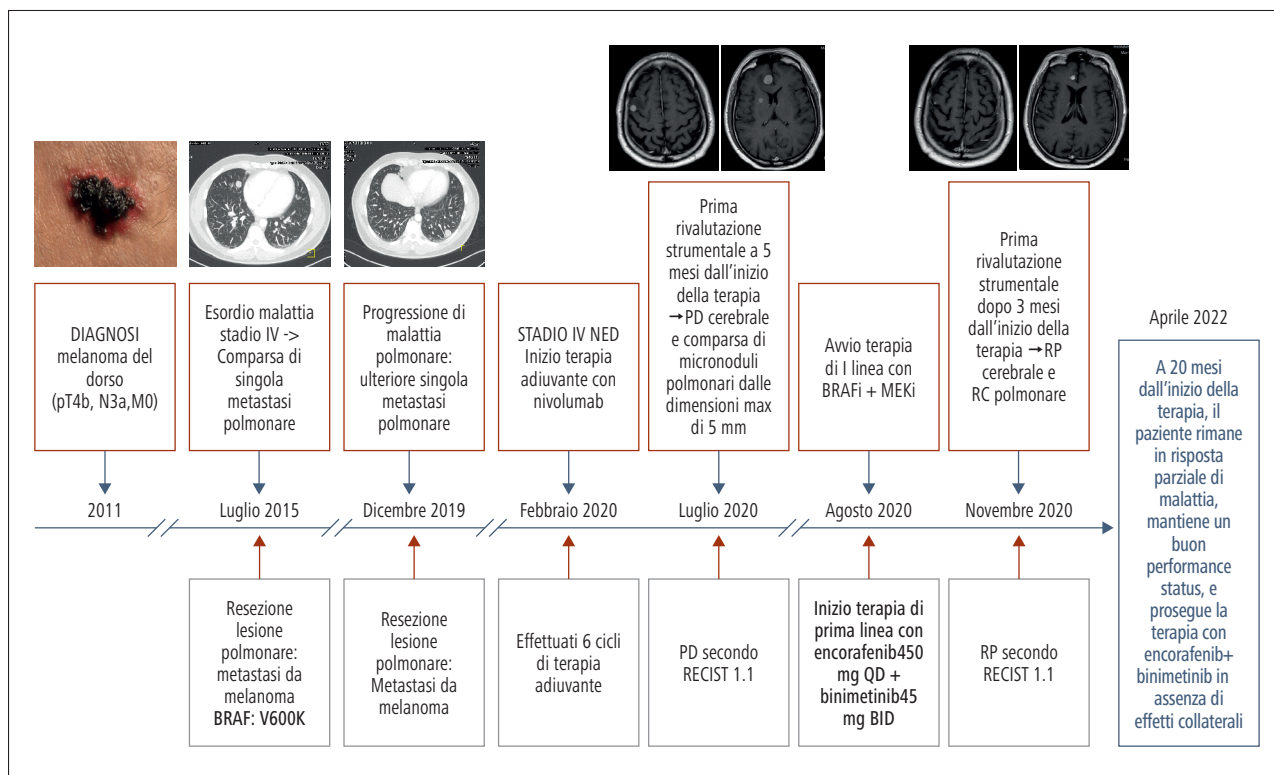 DIAGNOSI
melanoma del
dorso
(pT4b, N3a,M0)
Esordio malattia
stadio IV ->
Comparsa di
singola
metastasi
polmonare
Progressione di
malattia
polmonare:
ulteriore singola
metastasi
polmonare
STADIO IV NED
Inizio terapia
adiuvante con
nivolumab
Prima
rivalutazione
strumentale a 5
mesi dall’inizio
della terapia
→PD cerebrale
e comparsa di
micronoduli
polmonari dalle
dimensioni max
di 5 mm
Avvio terapia
di I linea con
BRAFi + MEKi
Prima
rivalutazione
strumentale
dopo 3 mesi
dall’inizio della
terapia →RP
cerebrale e
RC polmonare
2011
Luglio 2015
Dicembre 2019
Febbraio 2020
Luglio 2020
Agosto 2020
Novembre 2020
Resezione
lesione
polmonare:
metastasi da
melanoma
BRAF: V600K
Resezione
lesione
polmonare:
Metastasi da
melanoma
Effettuati 6 cicli
di terapia
adiuvante
PD secondo
RECIST 1.1
Inizio terapia di
prima linea con
encorafenib450
mg QD +
binimetinib45
mg BID
RP secondo
RECIST 1.1
Aprile 2022
A 20 mesi
dall’inizio della
terapia, il
paziente rimane
in risposta
parziale di
malattia,
mantiene un
buon
performance
status, e
prosegue la
terapia con
encorafenib+
binimetinib in
assenza di
effetti collaterali